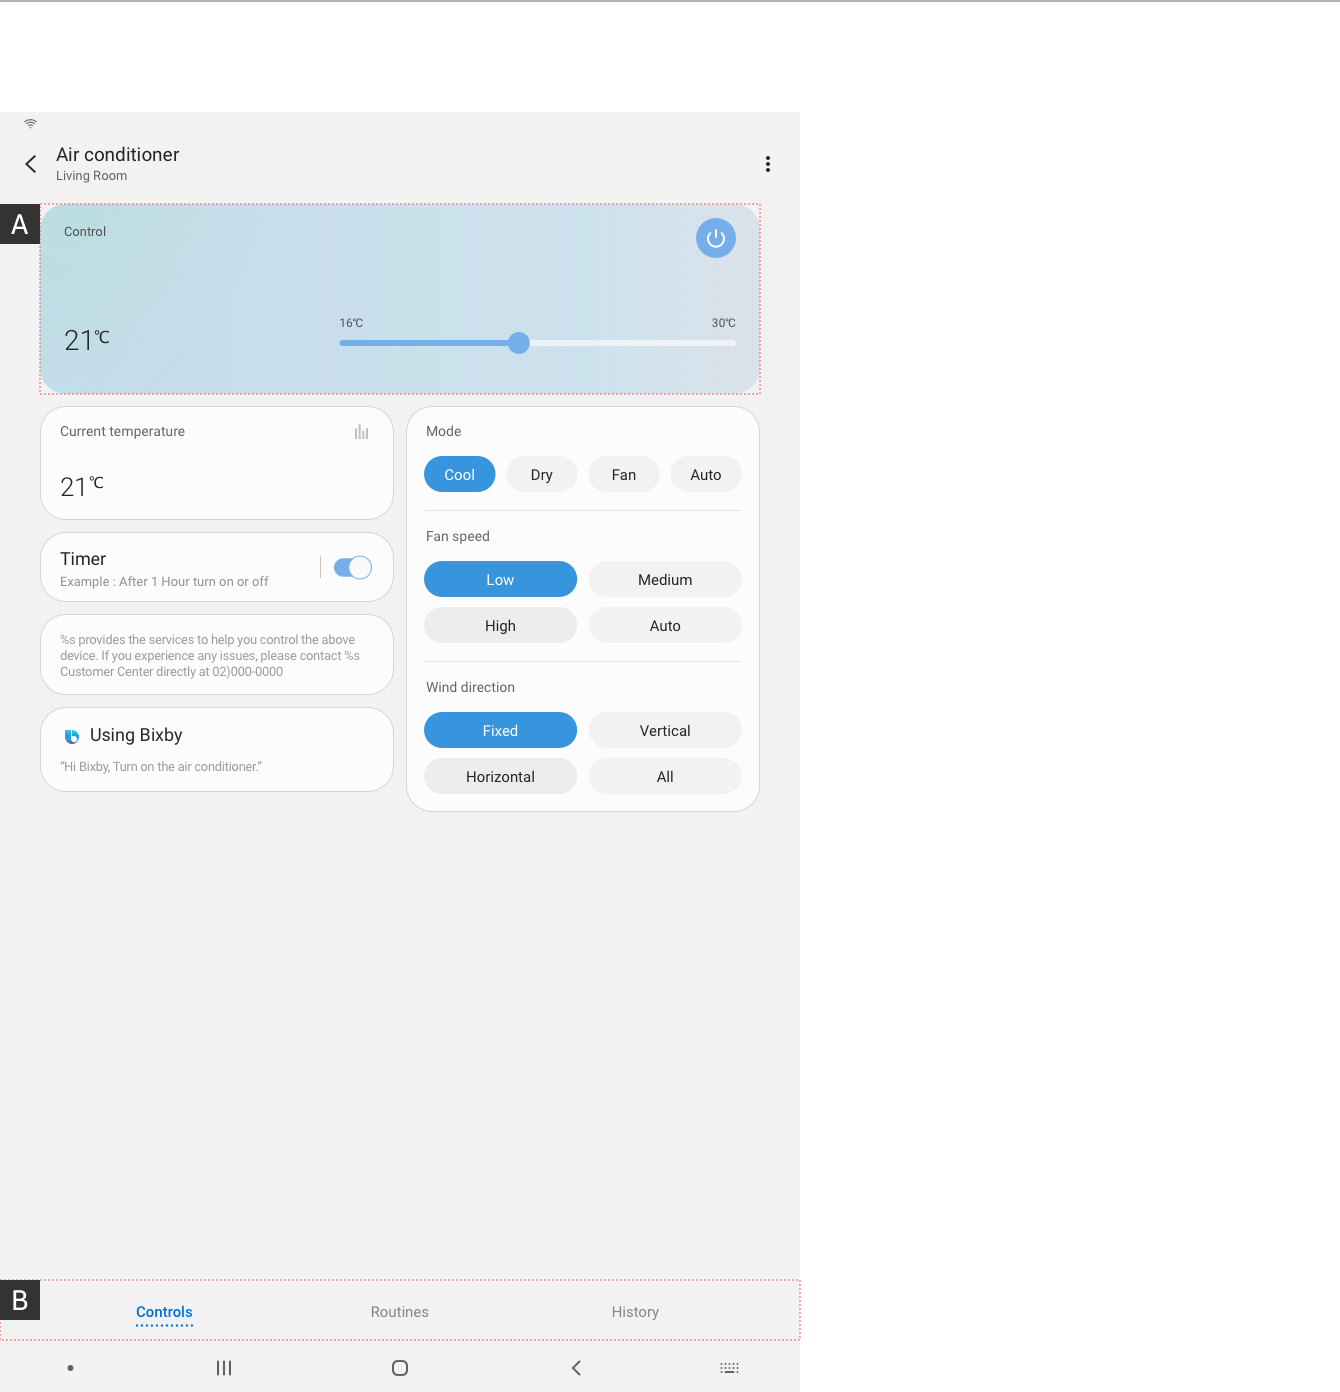 Air conditioner
Living Room
A
Control
21℃
16℃
30℃
Current temperature
21℃
Timer
Example : After 1 Hour turn on or off
%s provides the services to help you control the above
device. If you experience any issues, please contact %s
Customer Center directly at 02)000-0000
Using Bixby
“Hi Bixby, Turn on the air conditioner.”
Mode
Cool Dry Fan Auto
Fan speed
Low Medium
High Auto
Wind direction
Fixed Vertical
Horizontal All
B
Controls Routines History